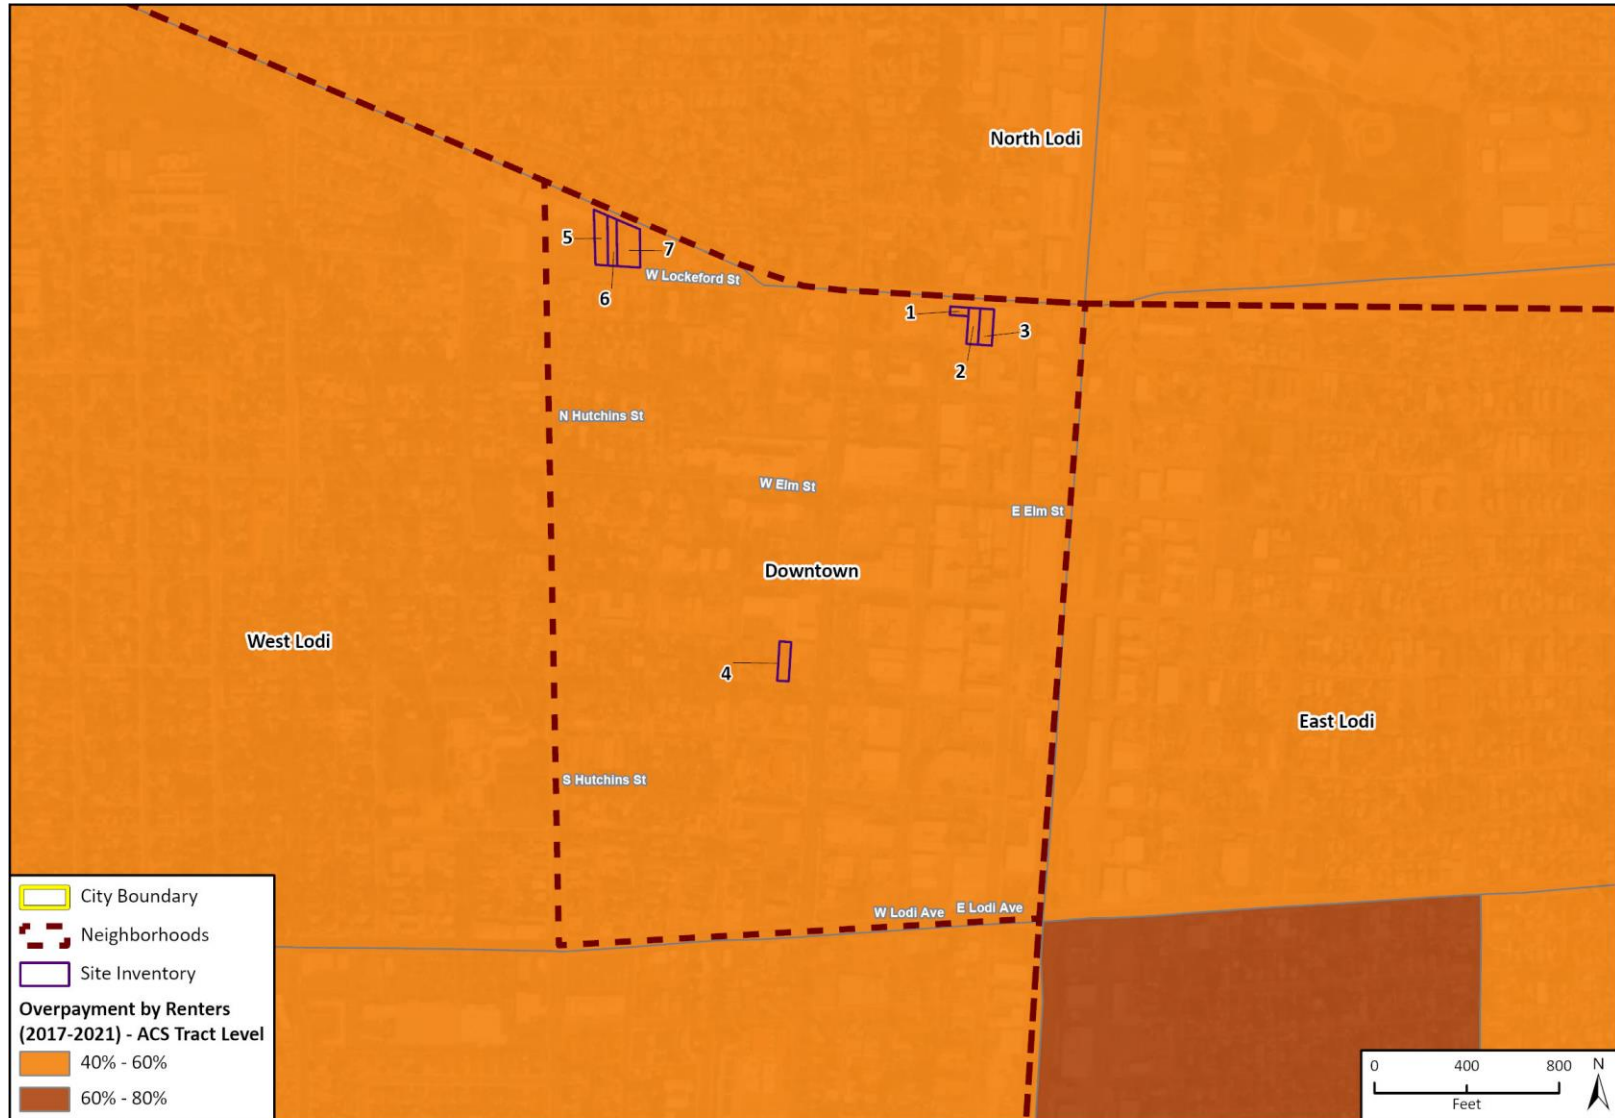 North Lodi
5
7
W Lockeford St
6
1
3
2
N Hutchins St
W Elm St
E Elm St
Downtown
West Lodi
4
East Lodi
S Hutchins St
W Lodi Ave
E Lodi Ave
City Boundary
Neighborhoods
Site Inventory
Overpayment by Renters
(2017-2021) - ACS Tract Level
40% - 60%
60% - 80%
0 400 800
Feet
N